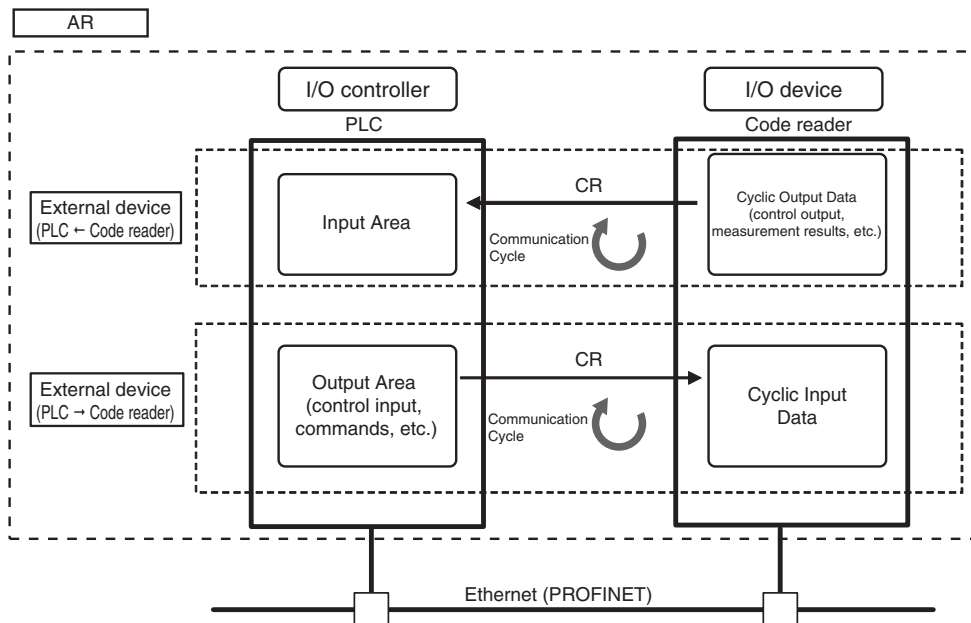 AR
I/O controller
I/O device
PLC
Code reader
External device
(PLC ← Code reader)
Input Area
CR
Communication
Cycle
Cyclic Output Data
(control output,
measurement results, etc.)
External device
(PLC → Code reader)
Output Area
(control input,
commands, etc.)
CR
Communication
Cycle
Cyclic Input
Data
Ethernet (PROFINET)